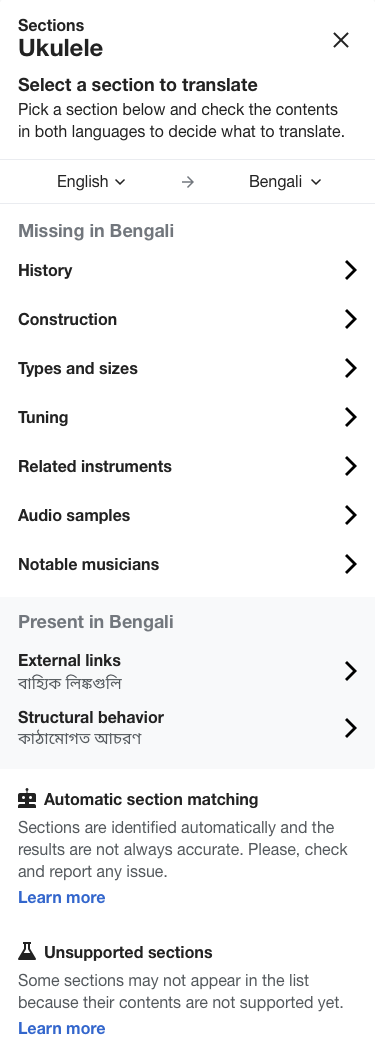 Sections
Ukulele
Select a section to translate
Pick a section below and check the contents
in both languages to decide what to translate.
English
Bengali
Missing in Bengali
History
Construction
Types and sizes
Tuning
Related instruments
Audio samples
Notable musicians
Present in Bengali
External links
বাহ্যিক লিঙ্কগুলি
Structural behavior
কাঠামোগত আচরণ
Automatic section matching
Sections are identified automatically and the
results are not always accurate. Please, check
and report any issue.
Learn more
Unsupported sections
Some sections may not appear in the list
because their contents are not supported yet.
Learn more